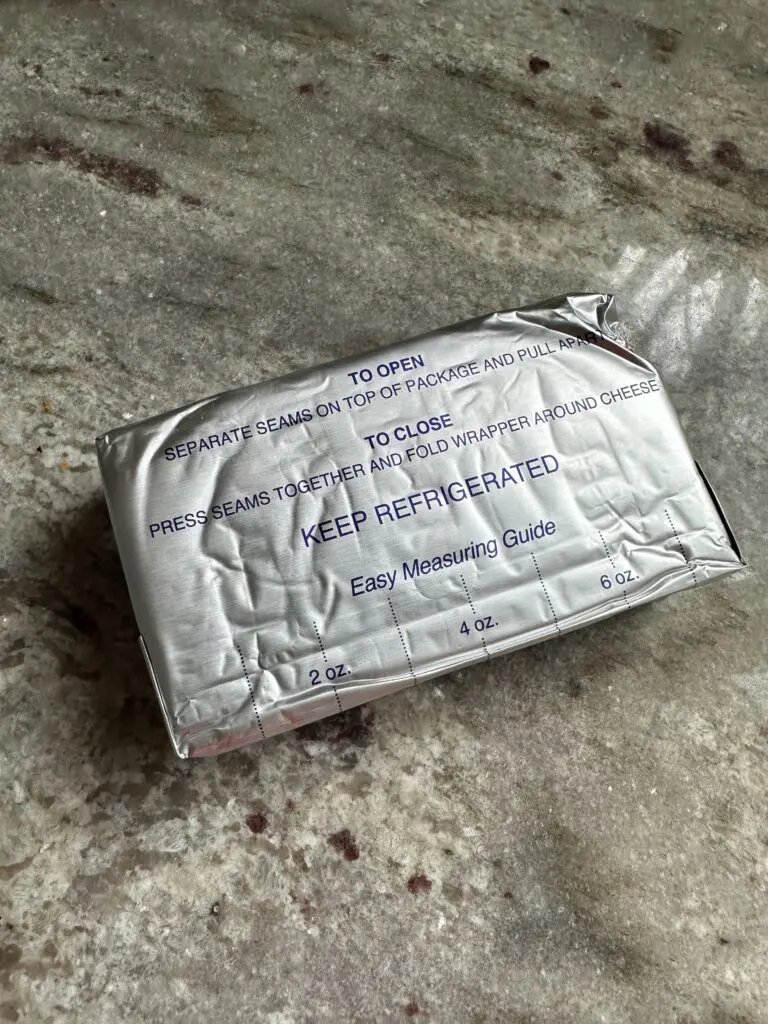 TO OPEN
SEPARATE SEAMS ON TOP OF PACKAGE AND PULL APART
TO CLOSE
PRESS SEAMS TOGETHER AND FOLD WRAPPER AROUND CHEESE
KEEP REFRIGERATED
Easy Measuring Guide
2 oz. 4 oz. 6 oz.